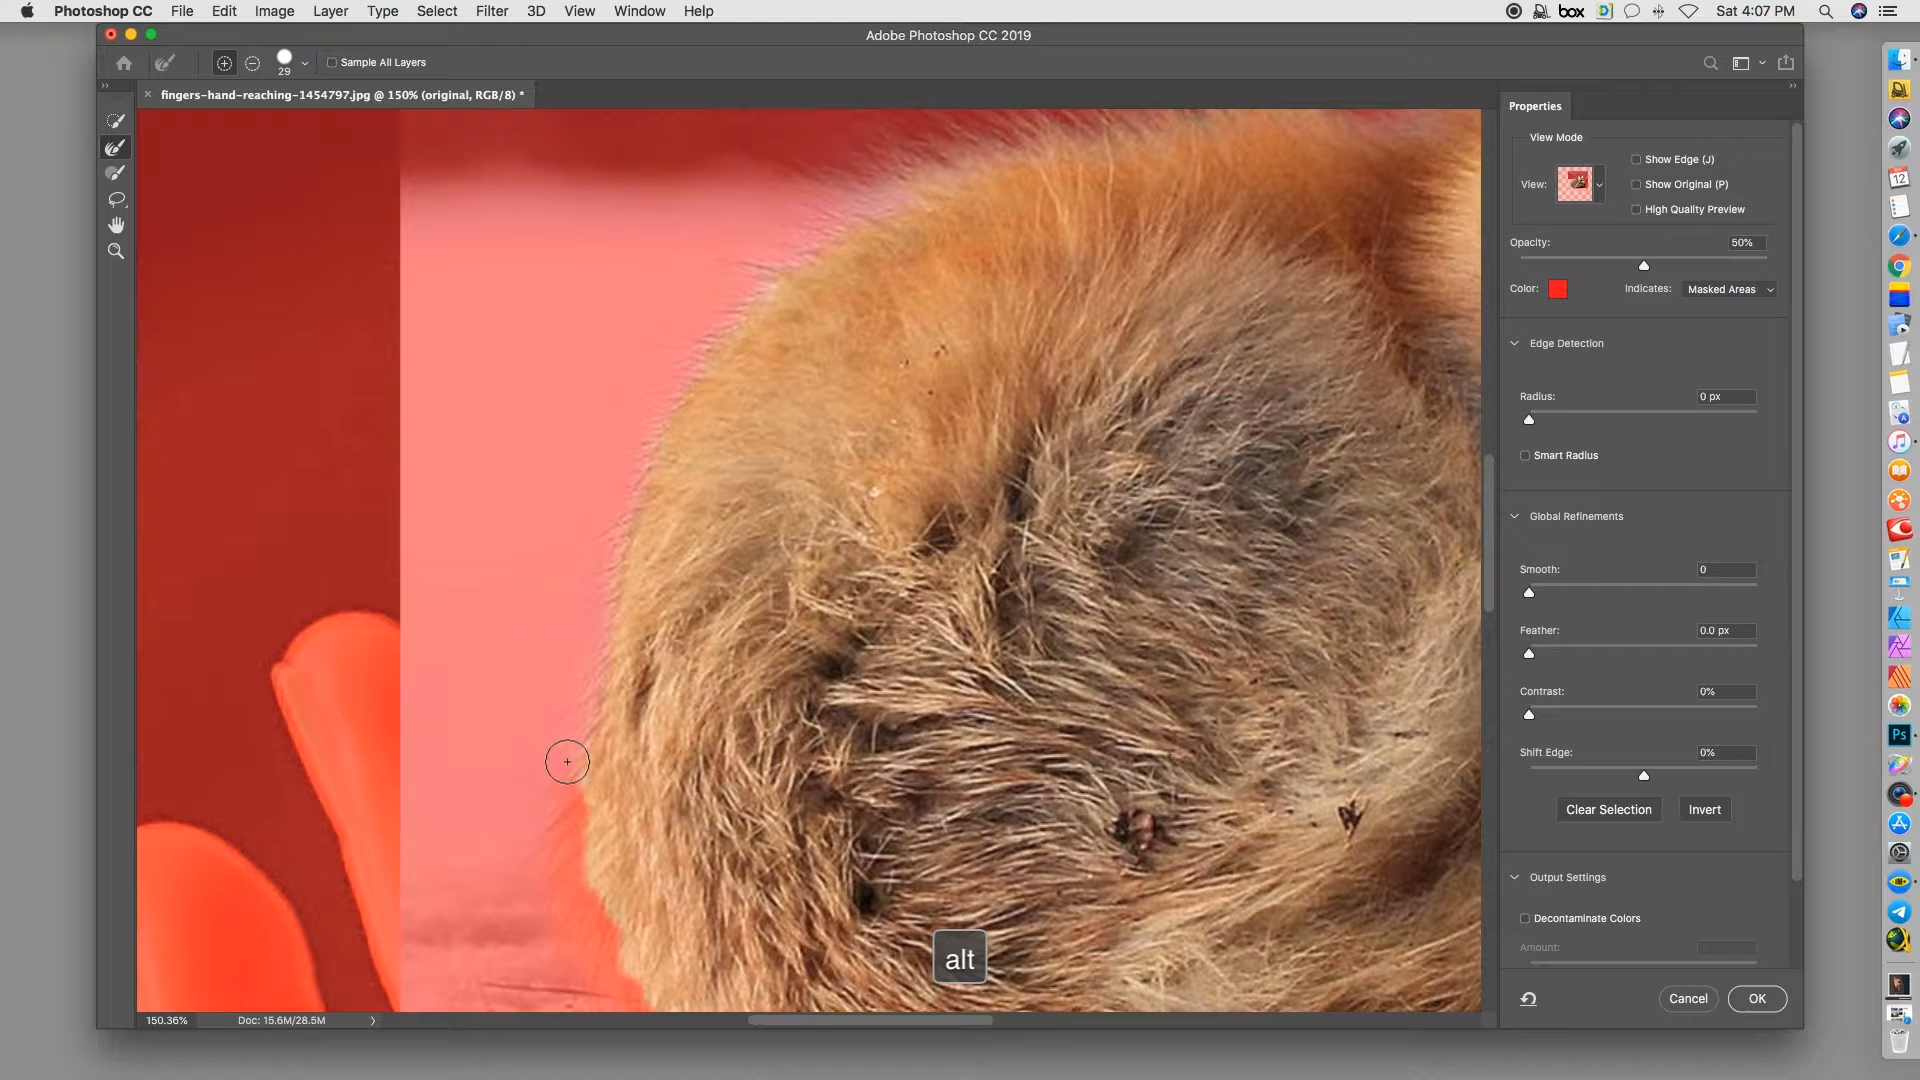 Photoshop CC File Edit Image Layer Type Select Filter 3D View Window Help box Sat 4:07 PM
Adobe Photoshop CC 2019
29 Sample All Layers
fingers-hand-reaching-1454797.jpg @ 150% (original, RGB/8) *
Properties
View Mode
Show Edge (J)
View: Show Original (P)
High Quality Preview
Opacity: 50%
Color: Indicates: Masked Areas
Edge Detection
Radius: 0 px
Smart Radius
Global Refinements
Smooth: 0
Feather: 0.0 px
Contrast: 0%
Shift Edge: 0%
Clear Selection Invert
Output Settings
Decontaminate Colors
Amount:
alt
Cancel OK
150.36% Doc: 15.6M/28.5M
12
Ps